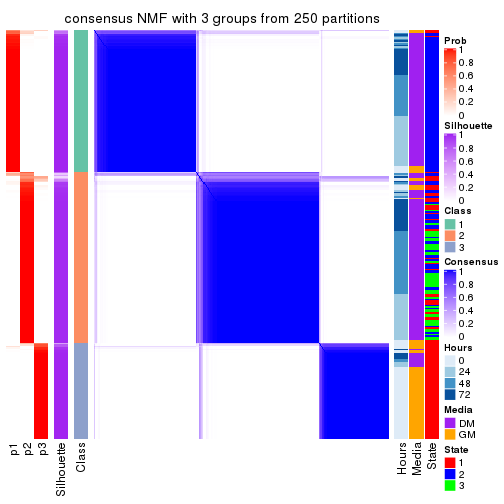 consensus NMF with 3 groups from 250 partitions
Prob
1
0.8
0.6
0.4
0.2
0
Silhouette
1
0.8
0.6
0.4
0.2
0
Class
1
2
3
Consensus
1
0.8
0.6
0.4
0.2
0
Hours
0
24
48
72
Media
DM
GM
State
1
2
3
p1
p2
p3
Silhouette
Class
Hours
Media
State